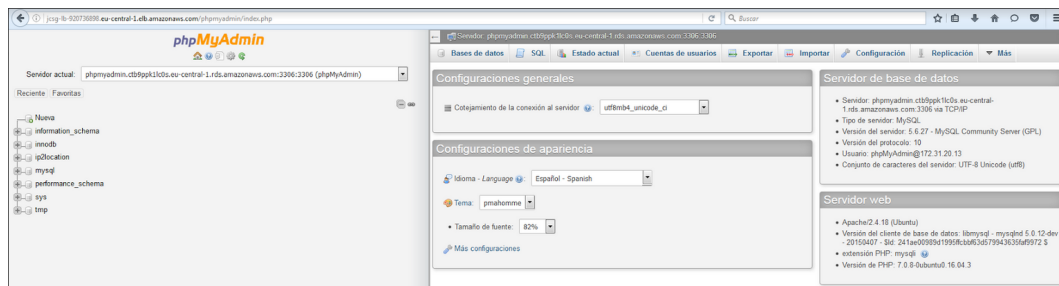 jcsg-lb-920736898.eu-central-1.elb.amazonaws.com/phpmyadmin/index.php
Buscar
phpMyAdmin
Servidor actual: phpmyadmin.ctb9ppk1lc0s.eu-central-1.rds.amazonaws.com:3306:3306 (phpMyAdmin)
Reciente Favoritas
Nueva
information_schema
innodb
ip2location
mysql
performance_schema
sys
tmp
Servidor: phpmyadmin.ctb9ppk1lc0s.eu-central-1.rds.amazonaws.com:3306:3306
Bases de datos SQL Estado actual Cuentas de usuarios Exportar Importar Configuración Replicación Más
Configuraciones generales
Cotejamiento de la conexión al servidor : utf8mb4_unicode_ci
Configuraciones de apariencia
Idioma - Language : Español - Spanish
Tema: pmahomme
• Tamaño de fuente: 82%
Más configuraciones
Servidor de base de datos
• Servidor: phpmyadmin.ctb9ppk1lc0s.eu-central-
1.rds.amazonaws.com:3306 via TCP/IP
• Tipo de servidor: MySQL
• Versión del servidor: 5.6.27 - MySQL Community Server (GPL)
• Versión del protocolo: 10
• Usuario: phpMyAdmin@172.31.20.13
• Conjunto de caracteres del servidor: UTF-8 Unicode (utf8)
Servidor web
• Apache/2.4.18 (Ubuntu)
• Versión del cliente de base de datos: libmysql - mysqlnd 5.0.12-dev
- 20150407 - $Id: 241ae00989d1995ffcbbf63d579943635faf9972 $
• extensión PHP: mysqli
• Versión de PHP: 7.0.8-0ubuntu0.16.04.3